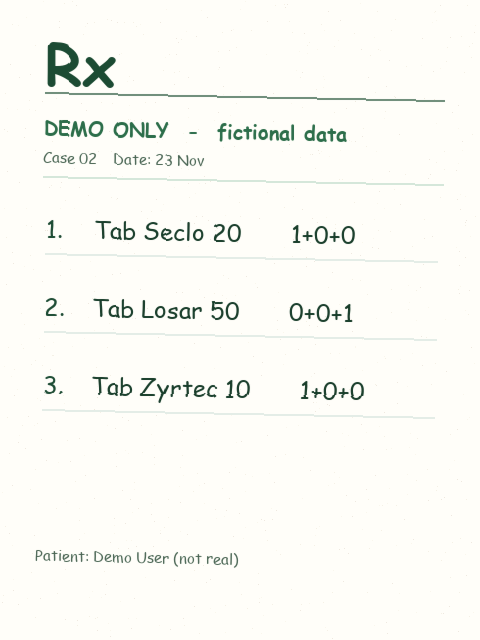 Rx
DEMO ONLY - fictional data
Case 02 Date: 23 Nov
1. Tab Seclo 20 1+0+0
2. Tab Losar 50 0+0+1
3. Tab Zyrtec 10 1+0+0
Patient: Demo User (not real)